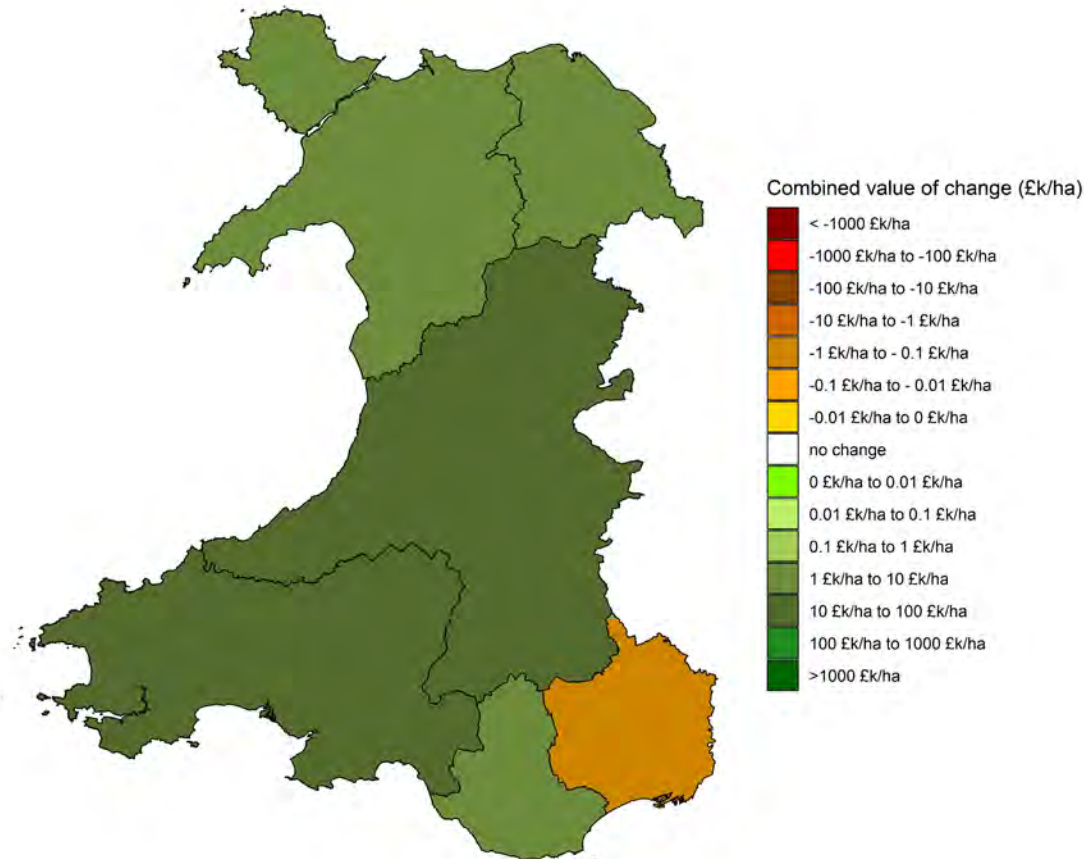 Combined value of change (£k/ha)
< -1000 £k/ha
-1000 £k/ha to -100 £k/ha
-100 £k/ha to -10 £k/ha
-10 £k/ha to -1 £k/ha
-1 £k/ha to - 0.1 £k/ha
-0.1 £k/ha to - 0.01 £k/ha
-0.01 £k/ha to 0 £k/ha
no change
0 £k/ha to 0.01 £k/ha
0.01 £k/ha to 0.1 £k/ha
0.1 £k/ha to 1 £k/ha
1 £k/ha to 10 £k/ha
10 £k/ha to 100 £k/ha
100 £k/ha to 1000 £k/ha
>1000 £k/ha